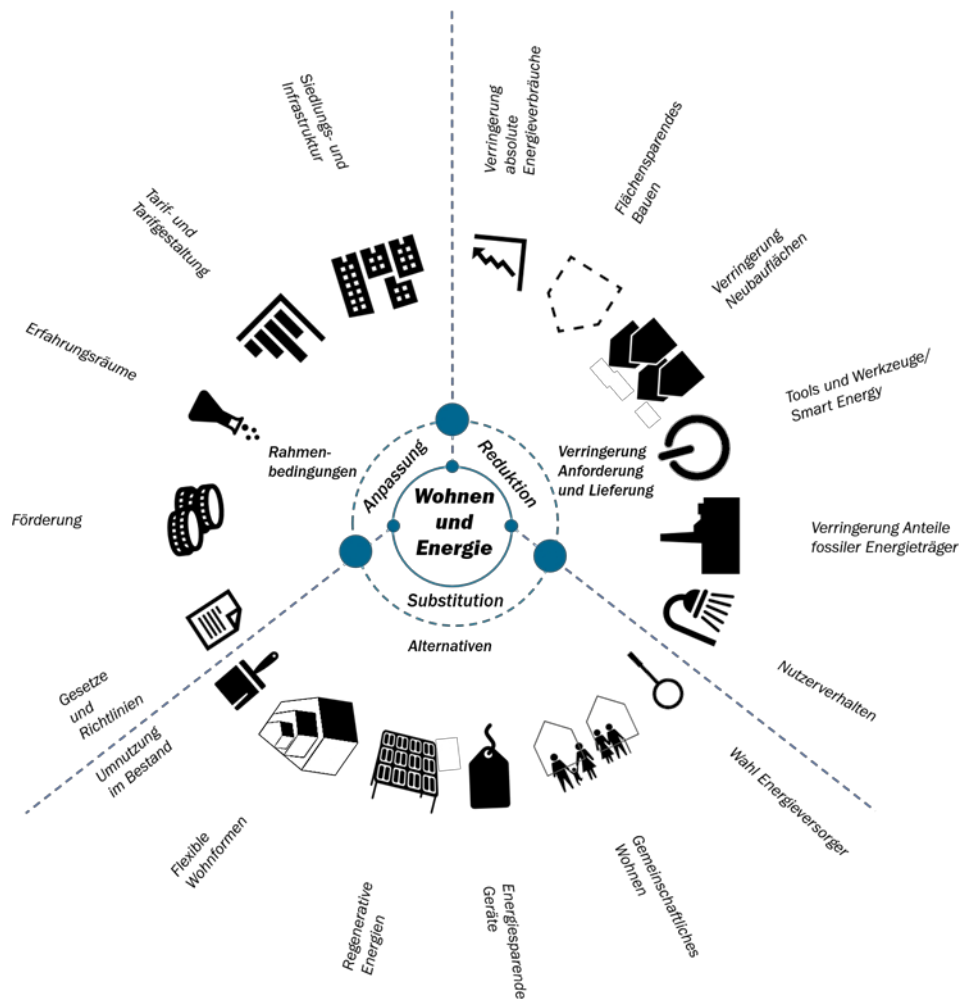 Wohnen
und
Energie
Anpassung
Reduktion
Substitution
Rahmen-
bedingungen
Verringerung
Anforderung
und Lieferung
Alternativen
Verringerung
absolute
Energieverbräuche
Flächensparendes
Bauen
Verringerung
Neubauflächen
Tools und Werkzeuge/
Smart Energy
Verringerung Anteile
fossiler Energieträger
Nutzerverhalten
Wahl Energieversorger
Gemeinschaftliches
Wohnen
Energiesparende
Geräte
Regenerative
Energien
Flexible
Wohnformen
Umnutzung
im Bestand
Gesetze
und
Richtlinien
Förderung
Erfahrungsräume
Tarif- und
Tarifgestaltung
Siedlungs- und
Infrastruktur